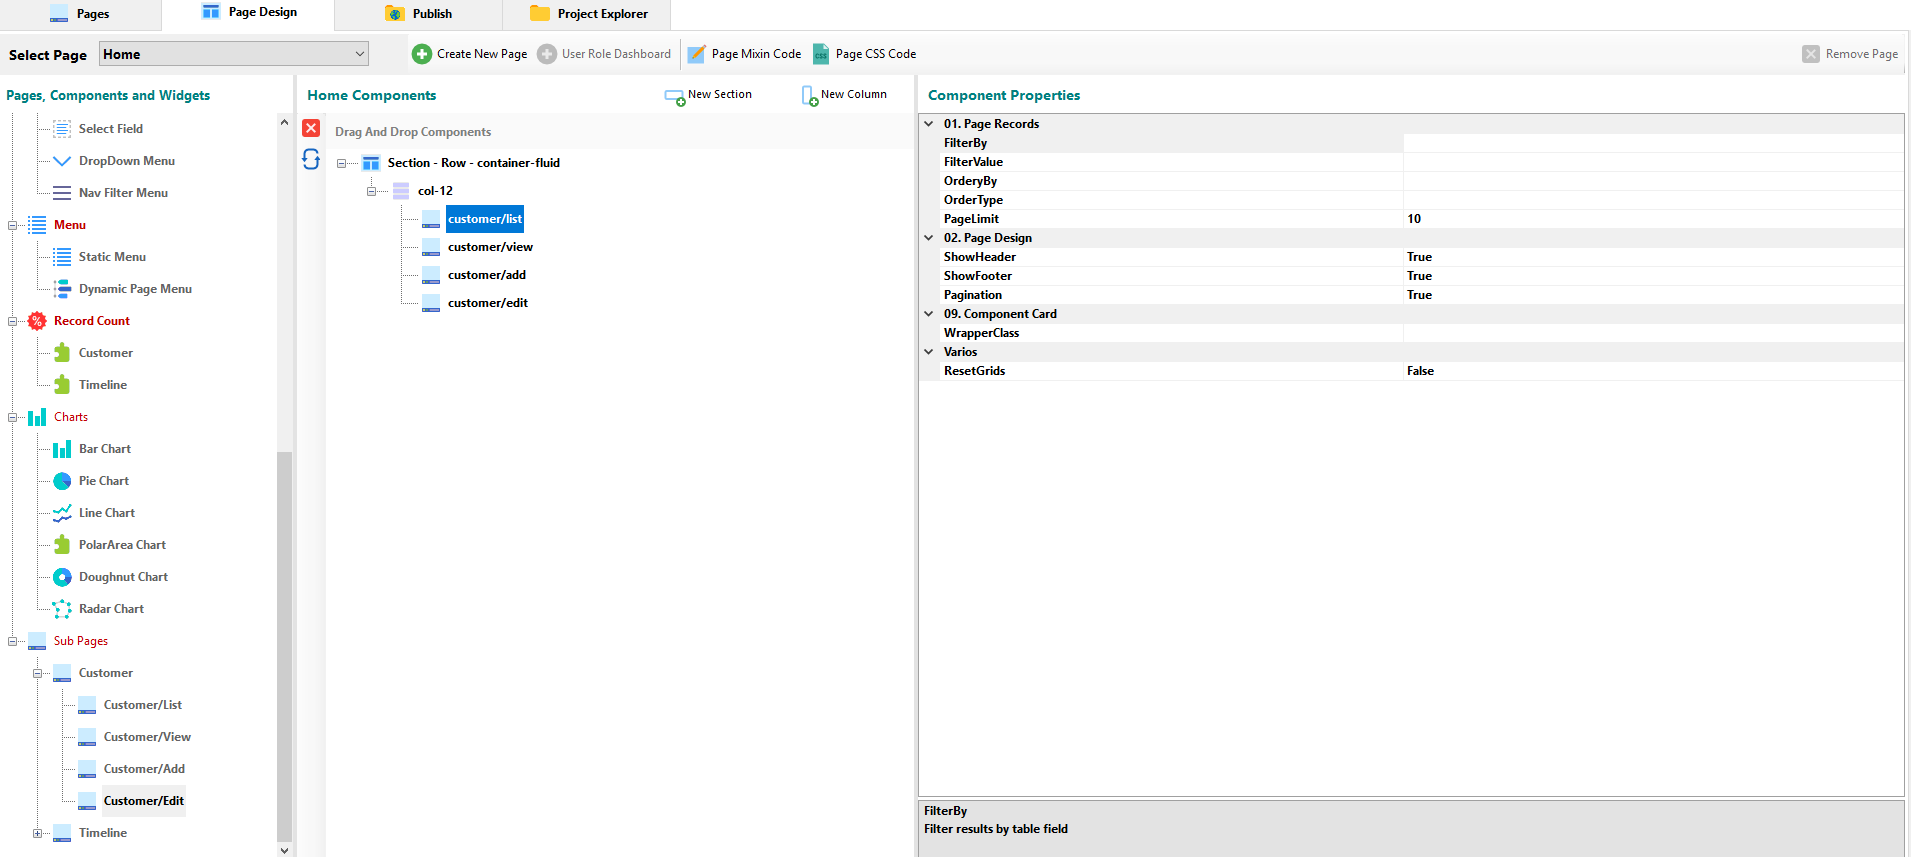 Pages
Page Design
Publish
Project Explorer
Select Page
Home
Create New Page
User Role Dashboard
Page Mixin Code
CSS
Page CSS Code
Remove Page
Pages, Components and Widgets
Select Field
DropDown Menu
Nav Filter Menu
Menu
Static Menu
Dynamic Page Menu
%
Record Count
Customer
Timeline
Charts
Bar Chart
Pie Chart
Line Chart
PolarArea Chart
Doughnut Chart
Radar Chart
Sub Pages
Customer
Customer/List
Customer/View
Customer/Add
Customer/Edit
Timeline
Home Components
New Section
New Column
Drag And Drop Components
Section - Row - container-fluid
col-12
customer/list
customer/view
customer/add
customer/edit
Component Properties
01. Page Records
FilterBy
FilterValue
OrderyBy
OrderType
PageLimit 10
02. Page Design
ShowHeader True
ShowFooter True
Pagination True
09. Component Card
WrapperClass
Varios
ResetGrids False
FilterBy
Filter results by table field